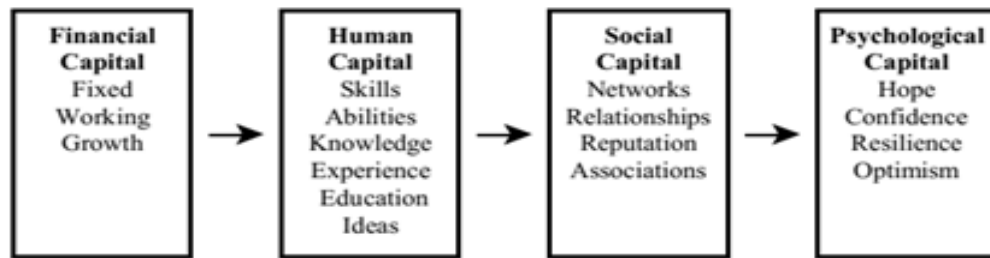 Financial
Capital
Fixed
Working
Growth
Human
Capital
Skills
Abilities
Knowledge
Experience
Education
Ideas
Social
Capital
Networks
Relationships
Reputation
Associations
Psychological
Capital
Hope
Confidence
Resilience
Optimism